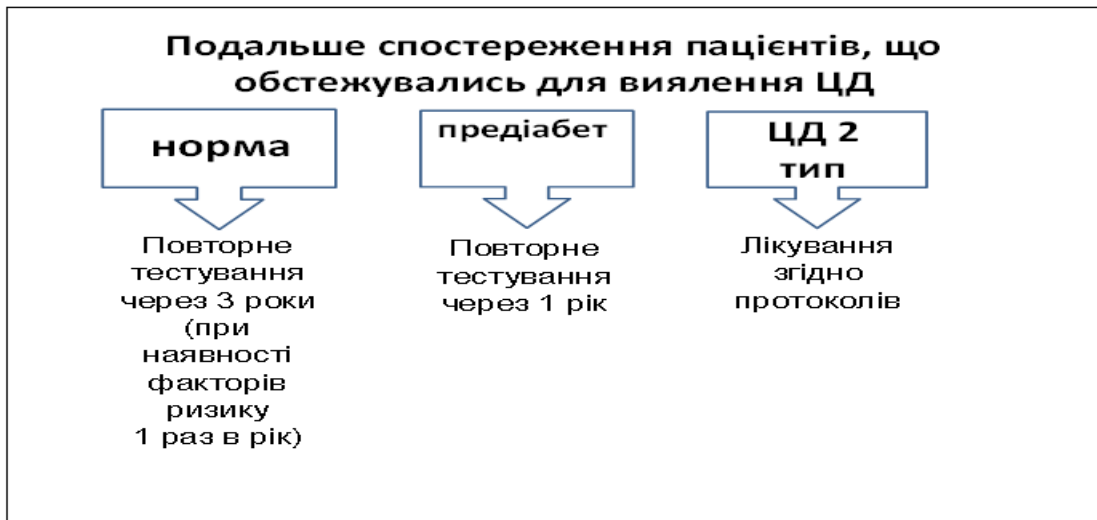 Подальше спостереження пацієнтів, що
обстежувались для виялення ЦД
норма
Повторне
тестування
через 3 роки
(при
наявності
факторів
ризику
1 раз в рік)
предіабет
Повторне
тестування
через 1 рік
ЦД 2
тип
Лікування
згідно
протоколів